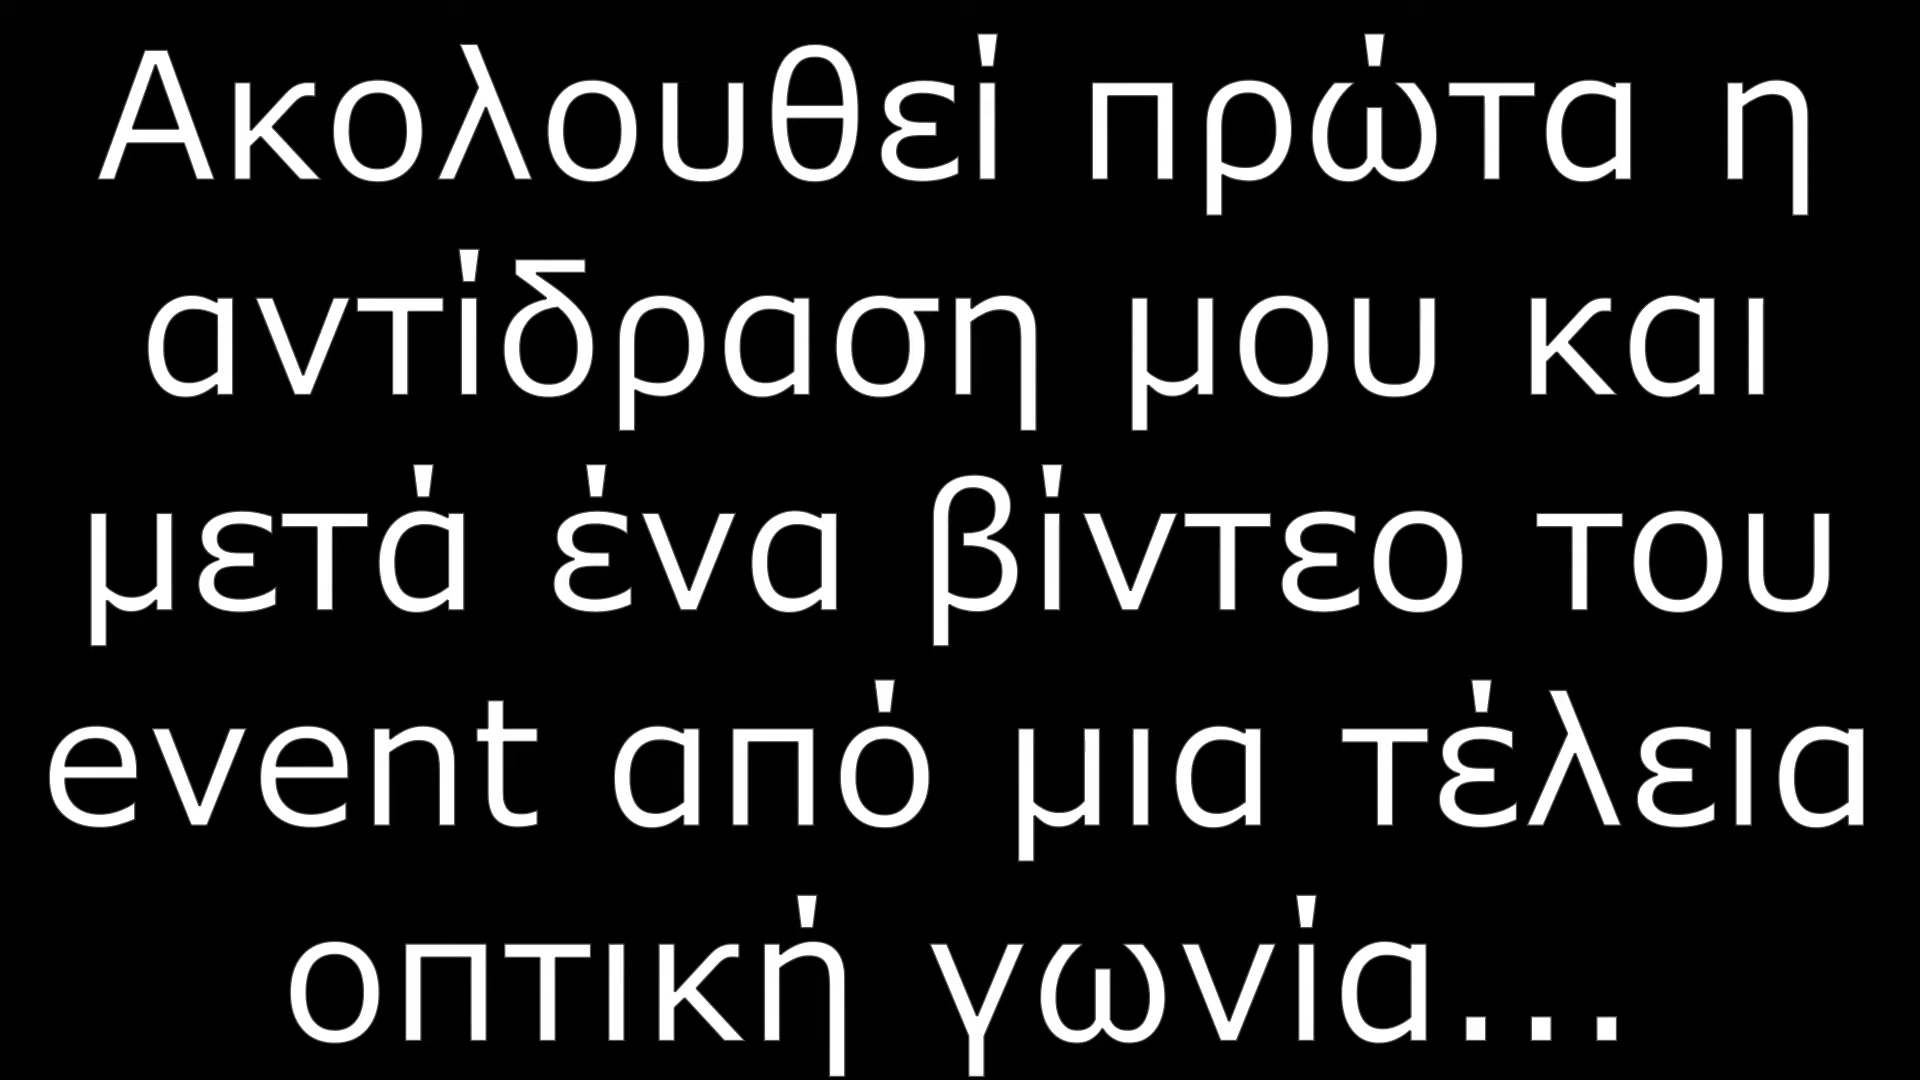 Ακολουθεί πρώτα η
αντίδραση μου και
μετά ένα βίντεο του
event από μια τέλεια
οπτική γωνία...